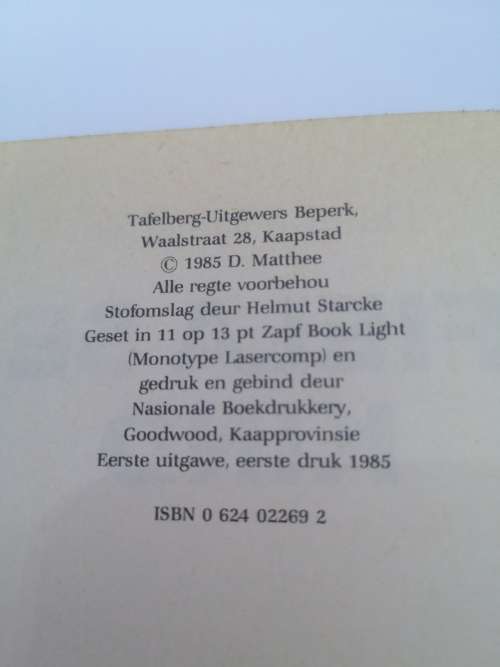 Tafelberg-Uitgewers Beperk,
Waalstraat 28, Kaapstad
© 1985 D. Matthee
Alle regte voorbehou
Stofomslag deur Helmut Starcke
Geset in 11 op 13 pt Zapf Book Light
(Monotype Lasercomp) en
gedruk en gebind deur
Nasionale Boekdrukkery,
Goodwood, Kaapprovinsie
Eerste uitgawe, eerste druk 1985
ISBN 0 624 02269 2